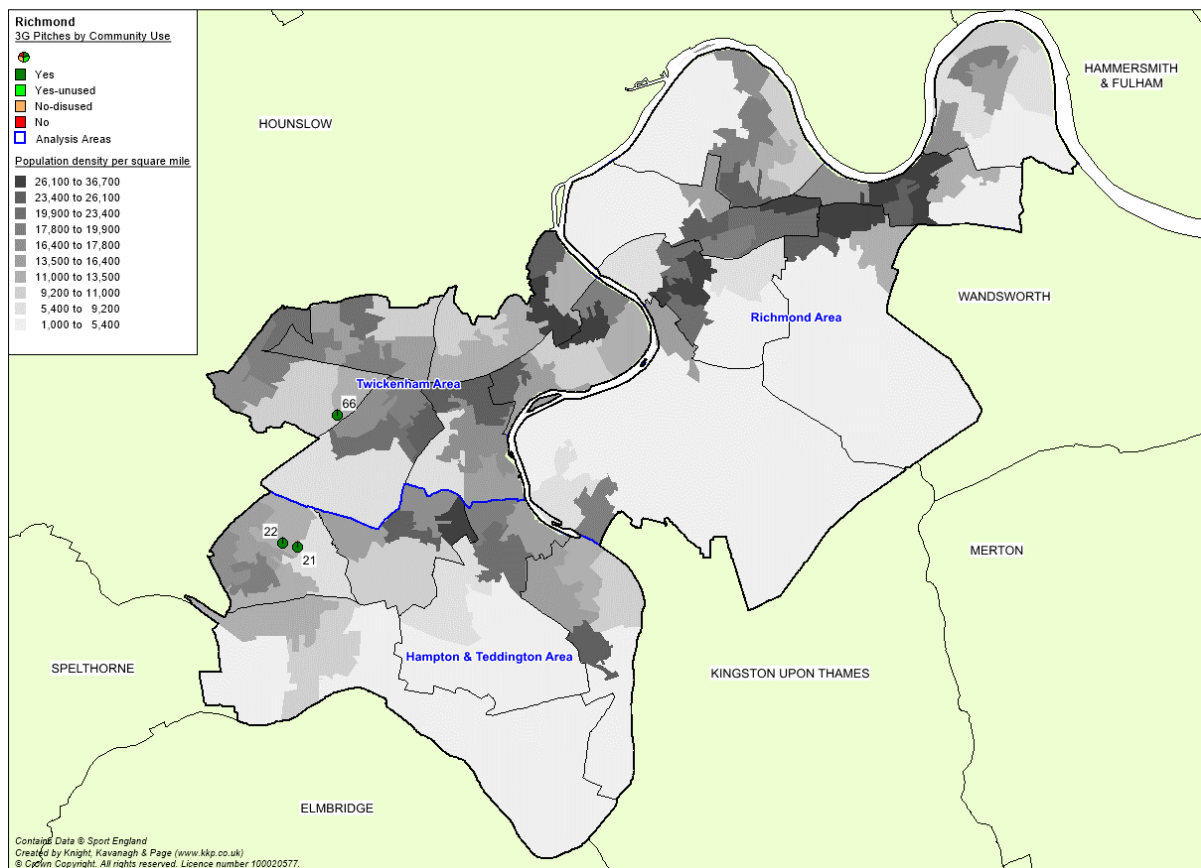 Richmond
3G Pitches by Community Use
Yes
Yes-unused
No-disused
No
Analysis Areas
Population density per square mile
26,100 to 36,700
23,400 to 26,100
19,900 to 23,400
17,800 to 19,900
16,400 to 17,800
13,500 to 16,400
11,000 to 13,500
9,200 to 11,000
5,400 to 9,200
1,000 to 5,400
HAMMERSMITH
& FULHAM
HOUNSLOW
WANDSWORTH
Richmond Area
Twickenham Area
66
22
21
MERTON
SPELTHORNE
Hampton & Teddington Area
KINGSTON UPON THAMES
ELMBRIDGE
Contains Data © Sport England
Created by Knight, Kavanagh & Page (www.kkp.co.uk)
© Crown Copyright. All rights reserved. Licence number 100020577.